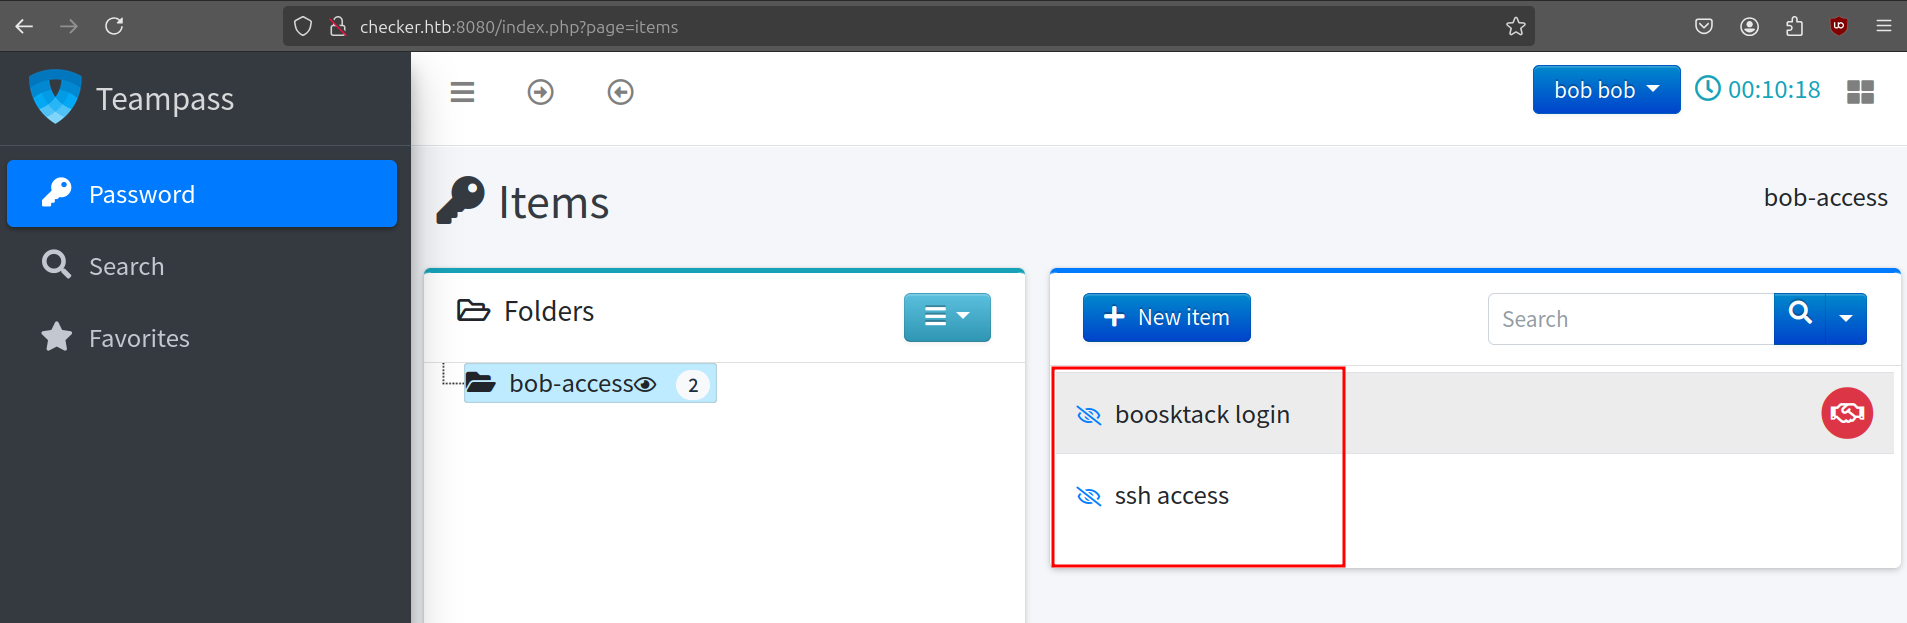 checker.htb:8080/index.php?page=items
Teampass
bob bob
00:10:18
Password
Search
Favorites
Items
bob-access
Folders
bob-access 2
New item
Search
boosktack login
ssh access